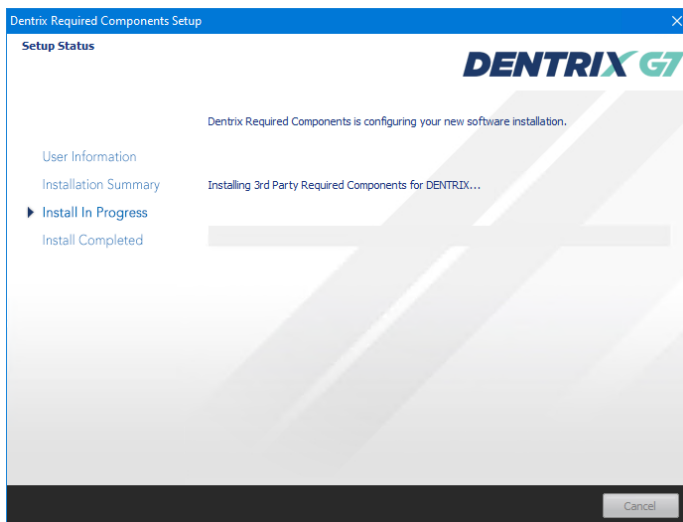 Dentrix Required Components Setup
Setup Status
DENTRIX G7
Dentrix Required Components is configuring your new software installation.
User Information
Installation Summary
Installing 3rd Party Required Components for DENTRIX...
Install In Progress
Install Completed
Cancel